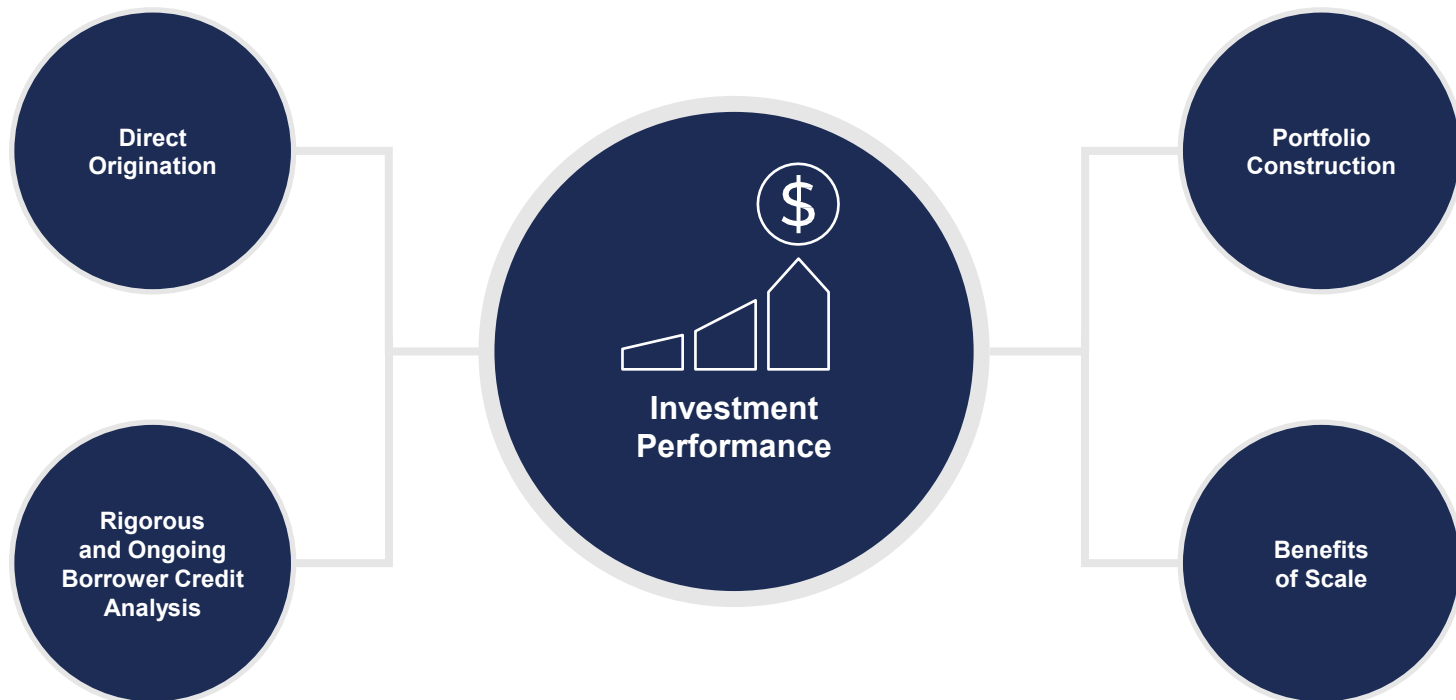 Direct
Origination
Rigorous
and Ongoing
Borrower Credit
Analysis
$
Investment
Performance
Portfolio
Construction
Benefits
of Scale